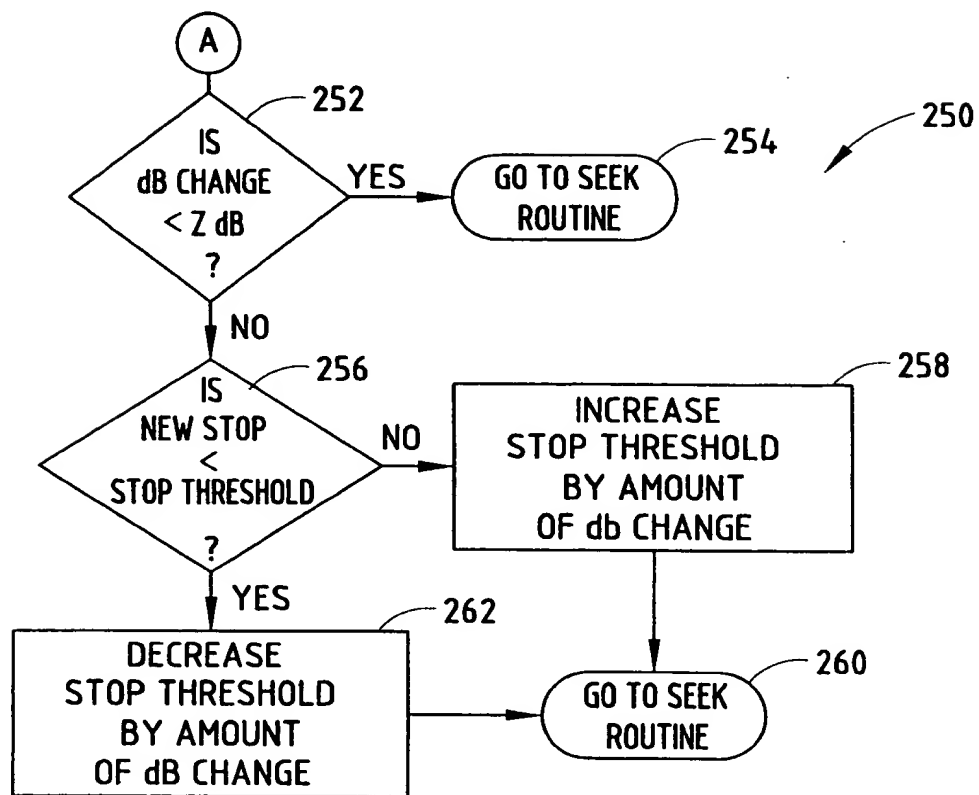 A
252
IS
dB CHANGE
< Z dB
?
YES
GO TO SEEK
ROUTINE
254
250
NO
256
IS
NEW STOP
<
STOP THRESHOLD
?
NO
258
INCREASE
STOP THRESHOLD
BY AMOUNT
OF db CHANGE
YES
262
DECREASE
STOP THRESHOLD
BY AMOUNT
OF dB CHANGE
260
GO TO SEEK
ROUTINE